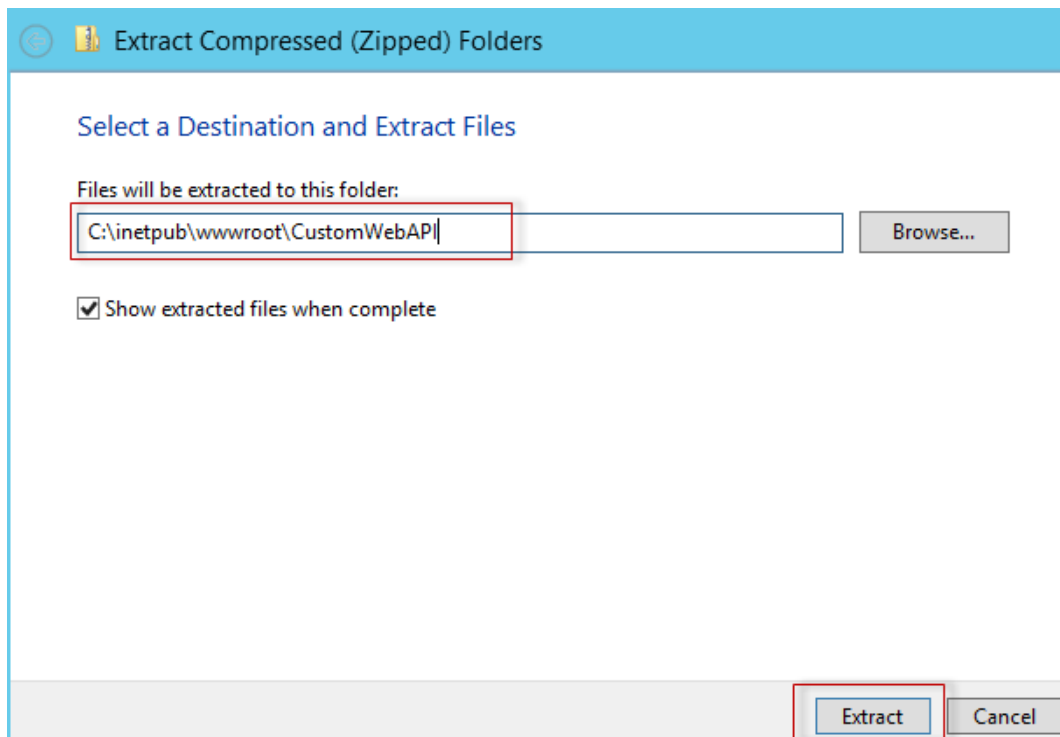 Extract Compressed (Zipped) Folders
Select a Destination and Extract Files
Files will be extracted to this folder:
C:\inetpub\wwwroot\CustomWebAPI
Browse...
Show extracted files when complete
Extract
Cancel